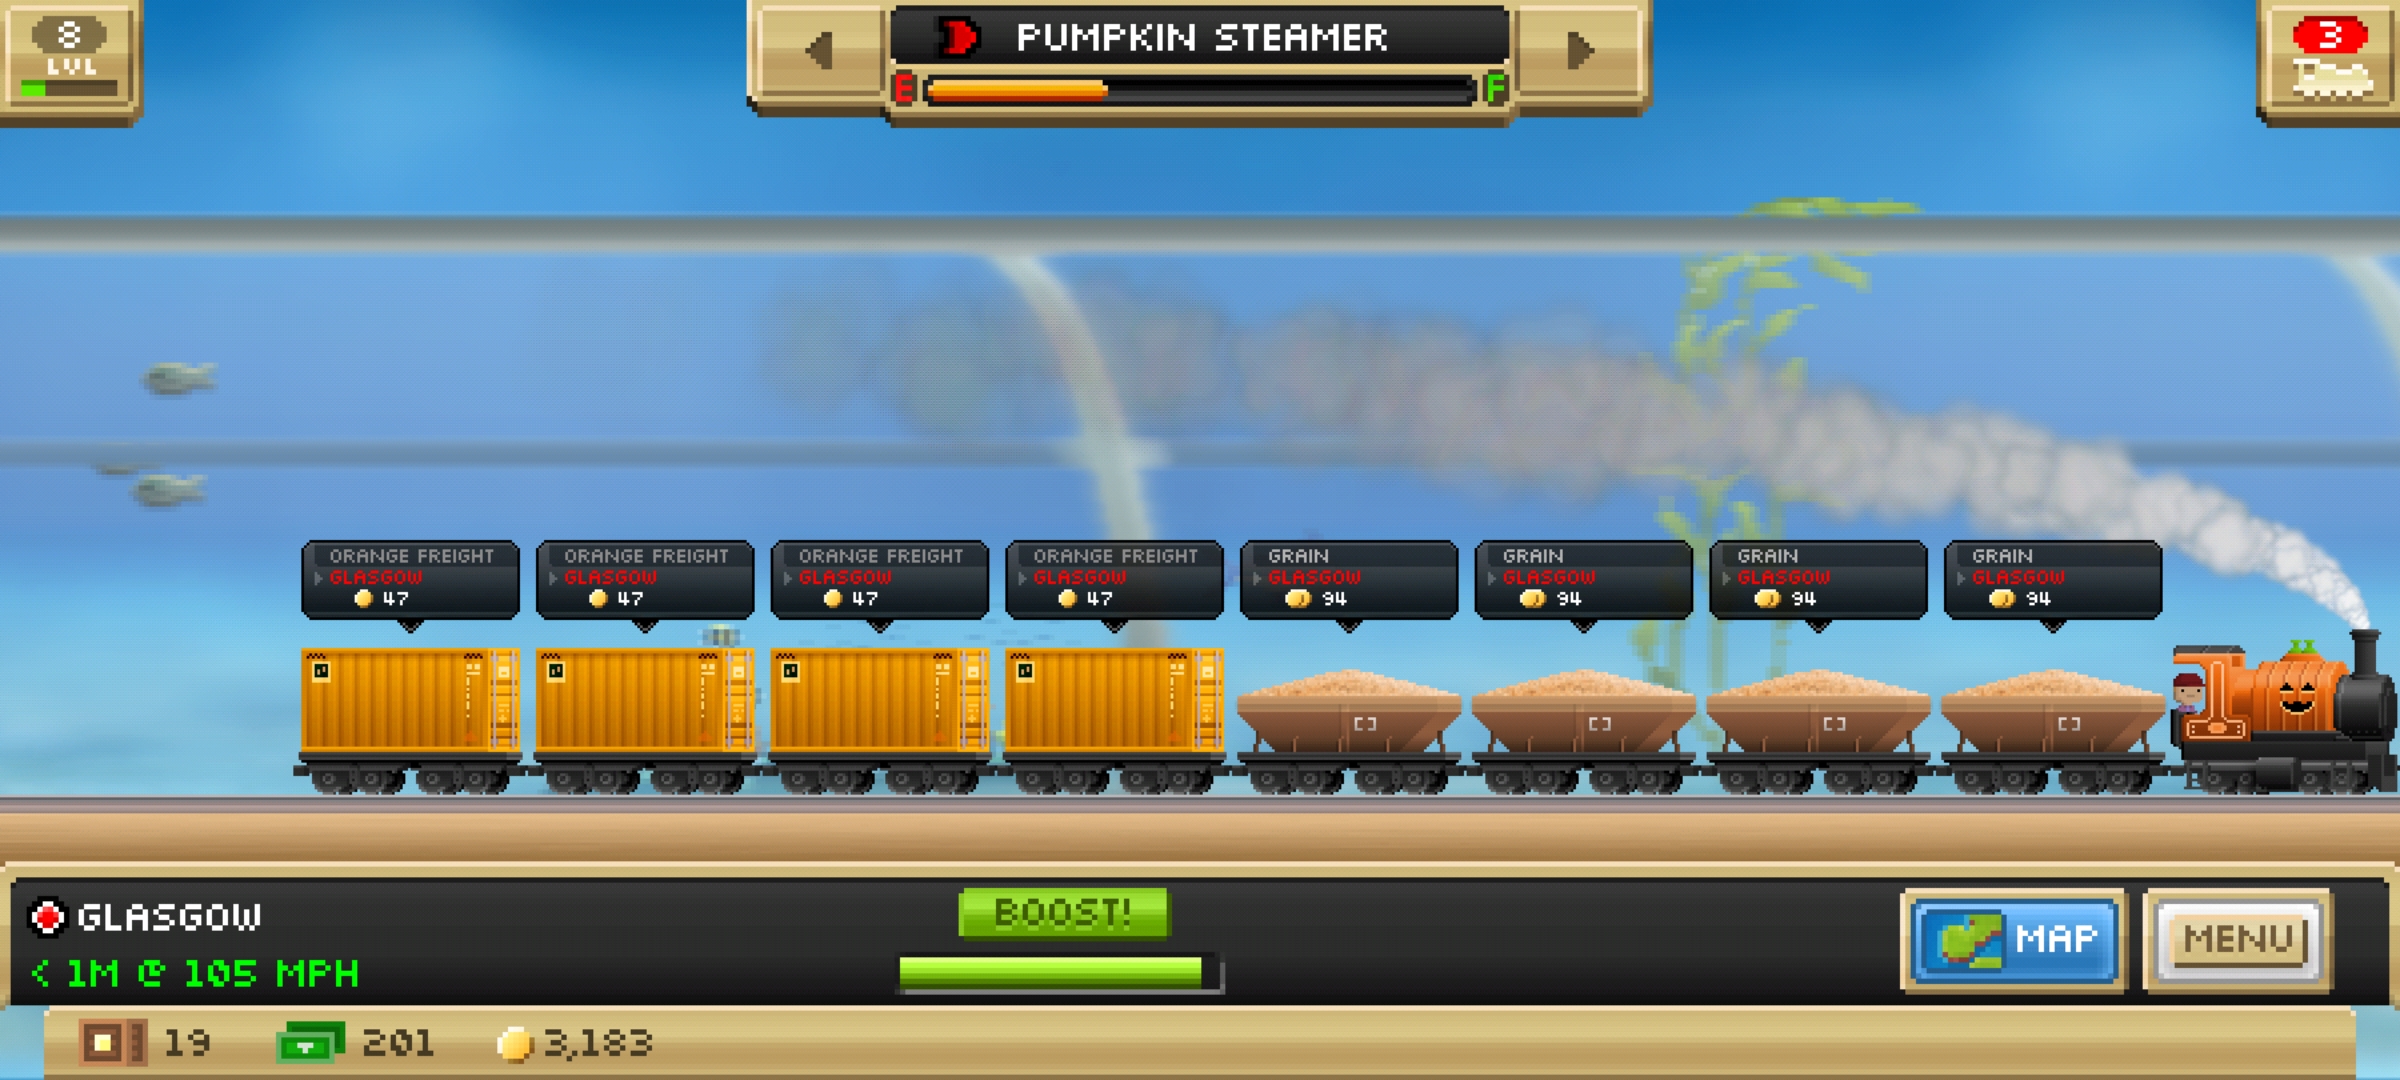 8
LVL
PUMPKIN STEAMER
E F
3
ORANGE FREIGHT
GLASGOW
47
ORANGE FREIGHT
GLASGOW
47
ORANGE FREIGHT
GLASGOW
47
ORANGE FREIGHT
GLASGOW
47
GRAIN
GLASGOW
94
GRAIN
GLASGOW
94
GRAIN
GLASGOW
94
GRAIN
GLASGOW
94
GLASGOW
< 1M @ 105 MPH
BOOST!
MAP
MENU
19
201
3,183